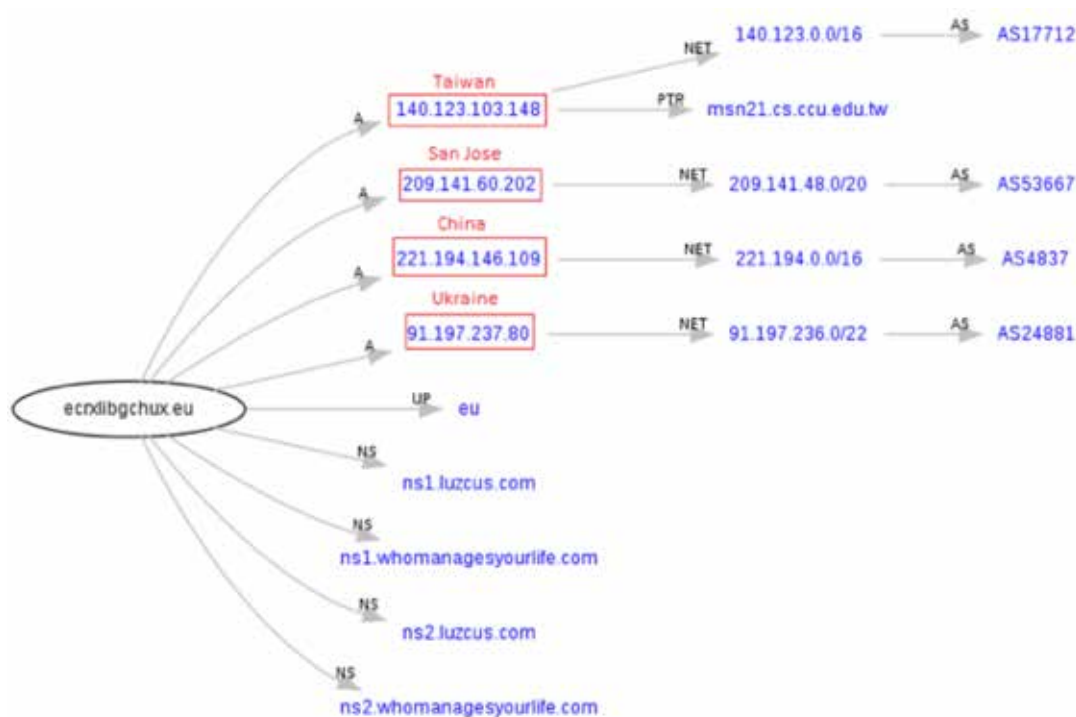 140.123.0.0/16
AS
AS17712
NET
Taiwan
140.123.103.148
A
PTR
msn21.cs.ccu.edu.tw
San Jose
209.141.60.202
A
NET
209.141.48.0/20
AS
AS53667
China
221.194.146.109
A
NET
221.194.0.0/16
AS
AS4837
Ukraine
91.197.237.80
A
NET
91.197.236.0/22
AS
AS24881
ecrxlibgchux.eu
UP
eu
NS
ns1.luzcus.com
NS
ns1.whomanagesyourlife.com
NS
ns2.luzcus.com
NS
ns2.whomanagesyourlife.com